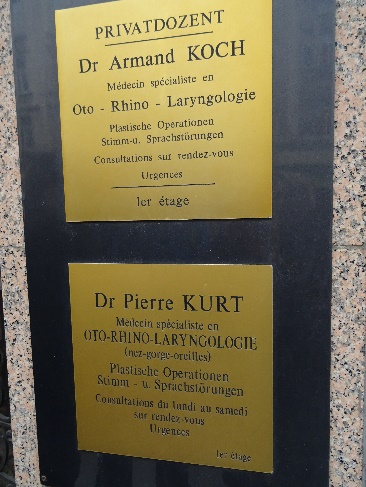 PRIVATDOZENT
Dr Armand KOCH
Médecin spécialiste en
Oto - Rhino - Laryngologie
Plastische Operationen
Stimm-u. Sprachstörungen
Consultations sur rendez-vous
Urgences
1er étage
Dr Pierre KURT
Médecin spécialiste en
OTO-RHINO-LARYNGOLOGIE
(nez-gorge-oreilles)
Plastische Operationen
Stimm - u. Sprachstörungen
Consultations du lundi au samedi
sur rendez-vous
Urgences
1er étage